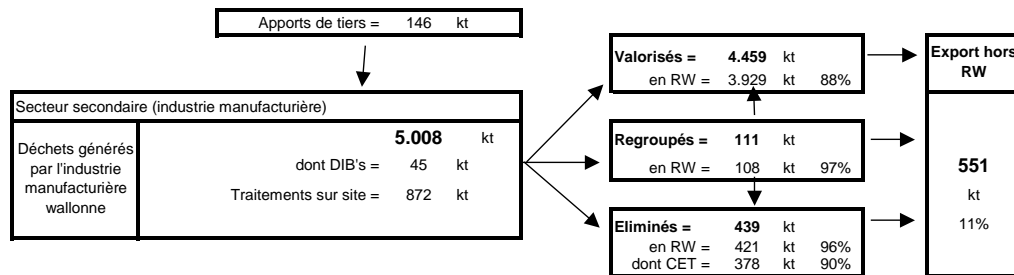 Apports de tiers = 146 kt
Secteur secondaire (industrie manufacturière)
Déchets générés
par l'industrie
manufacturière
wallonne
5.008 kt
dont DIB's = 45 kt
Traitements sur site = 872 kt
Valorisés = 4.459 kt
en RW = 3.929 kt 88%
Regroupés = 111 kt
en RW = 108 kt 97%
Eliminés = 439 kt
en RW = 421 kt 96%
dont CET = 378 kt 90%
Export hors
RW
551
kt
11%